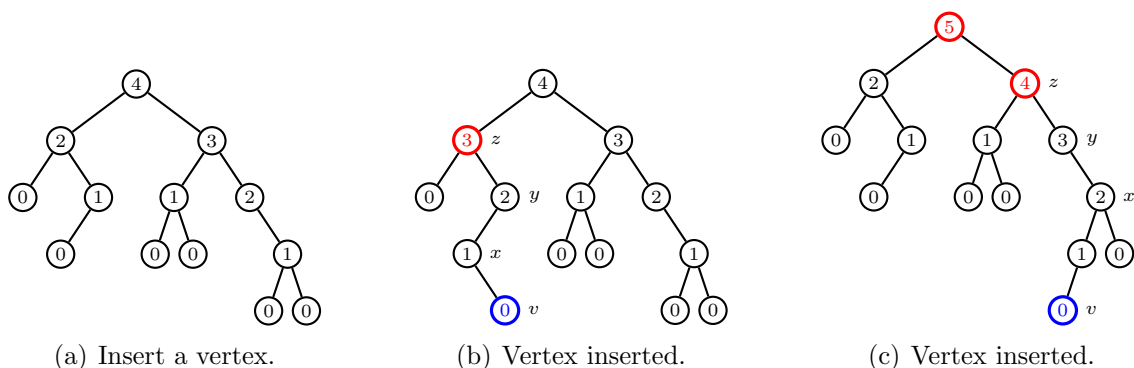 4
2 3
0 1 1 2
0 0 0 1
0 0
(a) Insert a vertex.
4
3 z 3
0 2 y 1 2
1 x 0 0 1
0 v 0 0
(b) Vertex inserted.
5
2 4 z
0 1 1 3 y
0 0 0 2 x
1 0
0 v
(c) Vertex inserted.